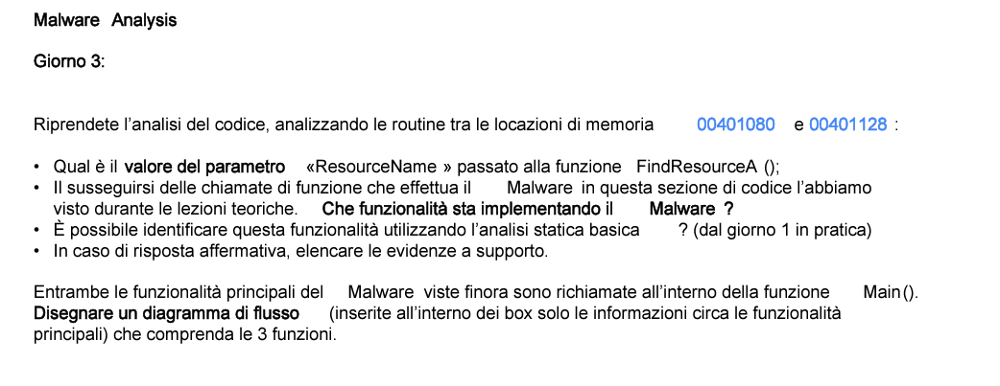 Malware Analysis
Giorno 3:
Riprendete l’analisi del codice, analizzando le routine tra le locazioni di memoria 00401080 e 00401128 :
• Qual è il valore del parametro «ResourceName » passato alla funzione FindResourceA ();
• Il susseguirsi delle chiamate di funzione che effettua il Malware in questa sezione di codice l’abbiamo
visto durante le lezioni teoriche. Che funzionalità sta implementando il Malware ?
• È possibile identificare questa funzionalità utilizzando l’analisi statica basica ? (dal giorno 1 in pratica)
• In caso di risposta affermativa, elencare le evidenze a supporto.
Entrambe le funzionalità principali del Malware viste finora sono richiamate all’interno della funzione Main().
Disegnare un diagramma di flusso (inserite all’interno dei box solo le informazioni circa le funzionalità
principali) che comprenda le 3 funzioni.